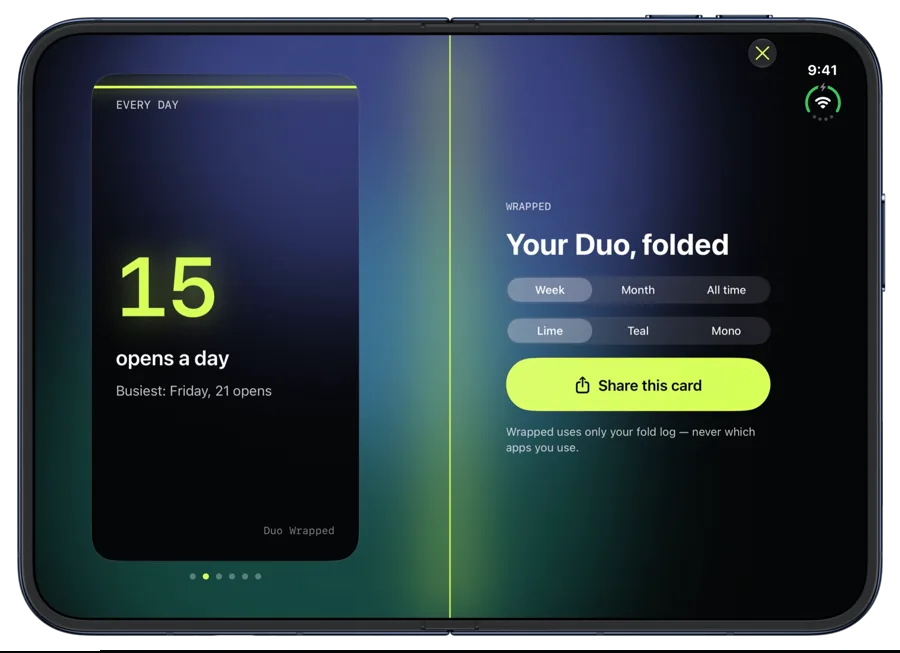 EVERY DAY
15
opens a day
Busiest: Friday, 21 opens
Duo Wrapped
9:41
WRAPPED
Your Duo, folded
Week Month All time
Lime Teal Mono
Share this card
Wrapped uses only your fold log — never which
apps you use.